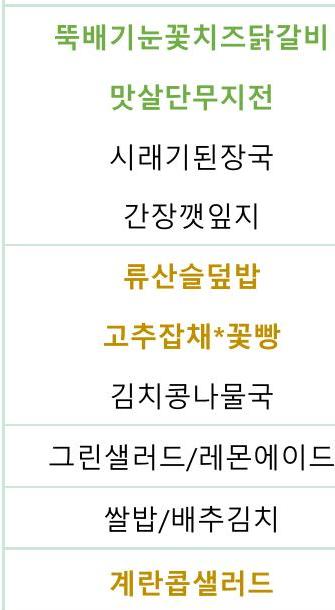 뚝배기눈꽃치즈닭갈비
맛살단무지전
시래기된장국
간장깻잎지
류산슬덮밥
고추잡채*꽃빵
김치콩나물국
그린샐러드/레몬에이드
쌀밥/배추김치
계란콥샐러드